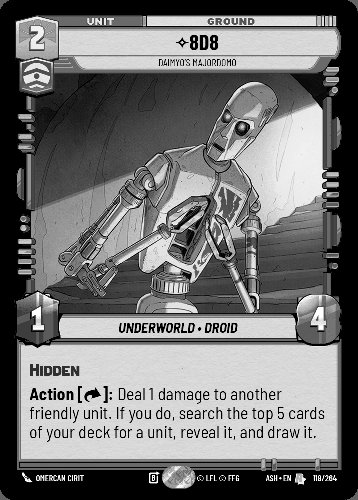 UNIT
GROUND
2
8D8
DAIMYO'S MAJORDOMO
1
4
UNDERWORLD • DROID
HIDDEN
Action [ ]: Deal 1 damage to another
friendly unit. If you do, search the top 5 cards
of your deck for a unit, reveal it, and draw it.
OMERCAN CIRIT
© LFL © FFG
ASH • EN
118/264